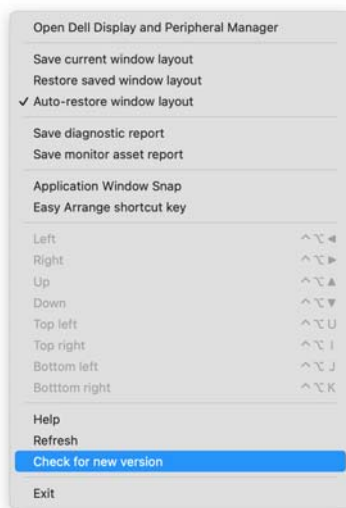 Open Dell Display and Peripheral Manager
Save current window layout
Restore saved window layout
✓ Auto-restore window layout
Save diagnostic report
Save monitor asset report
Application Window Snap
Easy Arrange shortcut key
Left ^⌥◀
Right ^⌥▶
Up ^⌥▲
Down ^⌥▼
Top left ^⌥U
Top right ^⌥I
Bottom left ^⌥J
Botttom right ^⌥K
Help
Refresh
Check for new version
Exit